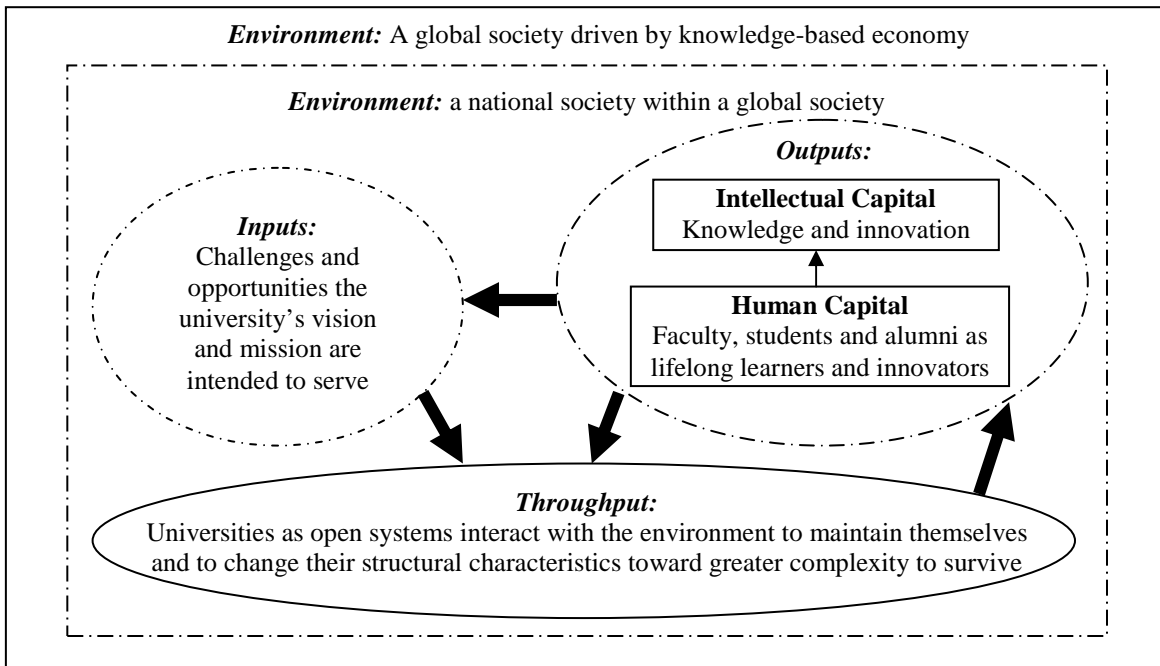 Environment: A global society driven by knowledge-based economy
Environment: a national society within a global society
Inputs:
Challenges and
opportunities the
university’s vision
and mission are
intended to serve
Outputs:
Intellectual Capital
Knowledge and innovation
Human Capital
Faculty, students and alumni as
lifelong learners and innovators
Throughput:
Universities as open systems interact with the environment to maintain themselves
and to change their structural characteristics toward greater complexity to survive